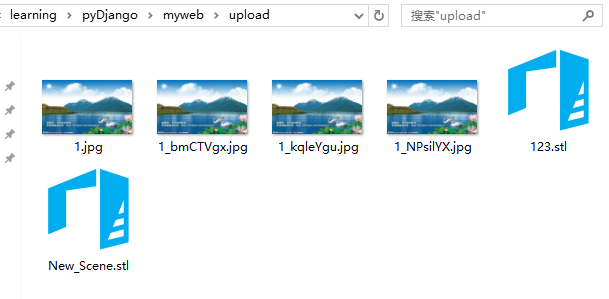 learning › pyDjango › myweb › upload
搜索"upload"
1.jpg
1_bmCTVgx.jpg
1_kqleYgu.jpg
1_NPsilYX.jpg
123.stl
New_Scene.stl